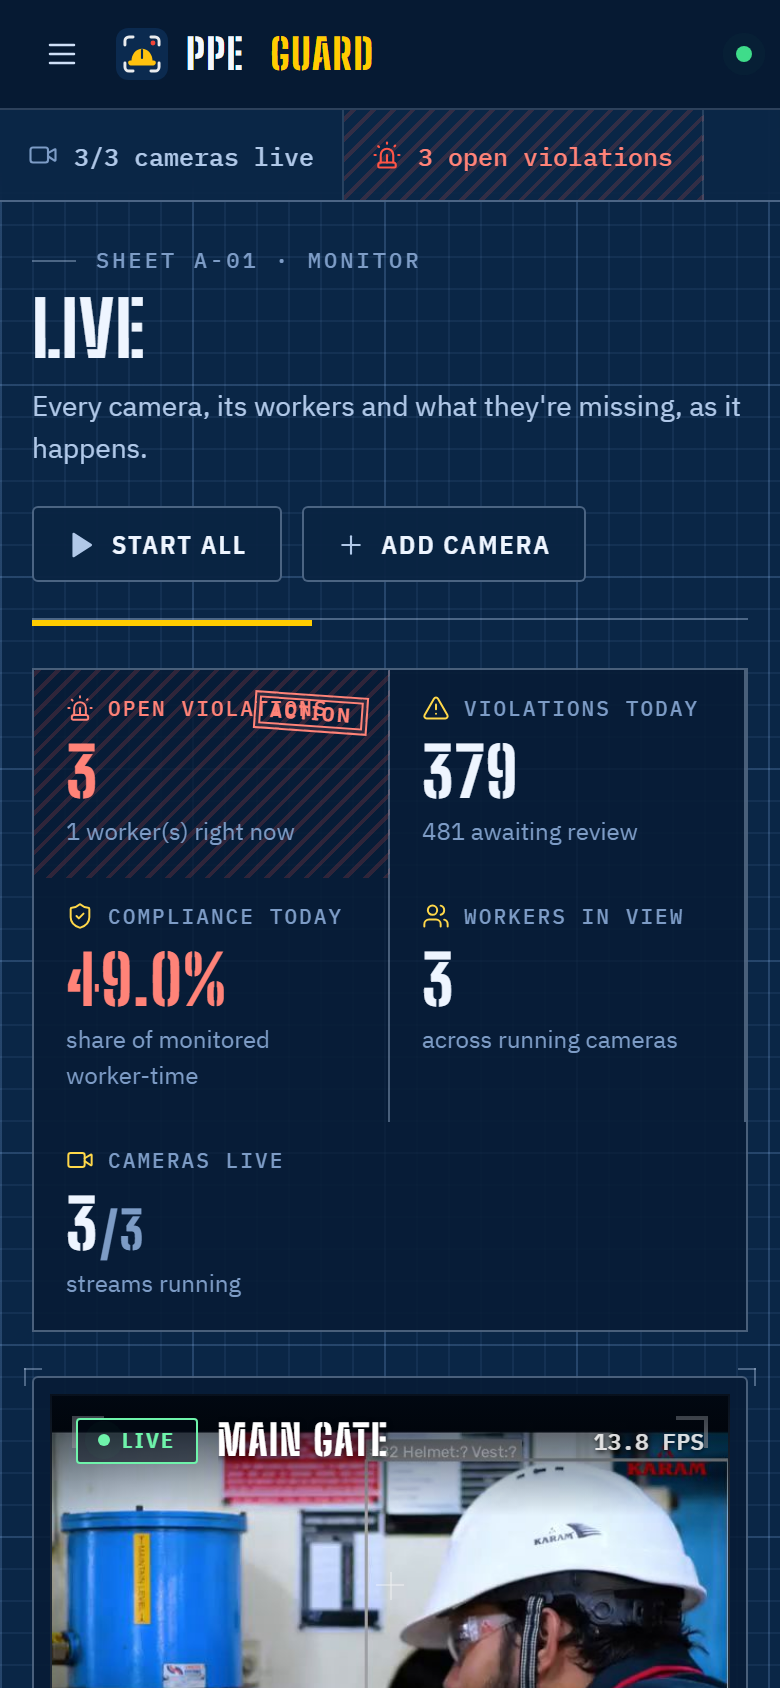 PPE GUARD
3/3 cameras live
3 open violations
SHEET A-01 · MONITOR
LIVE
Every camera, its workers and what they're missing, as it
happens.
START ALL
ADD CAMERA
OPEN VIOLATIONS
ACTION
3
1 worker(s) right now
VIOLATIONS TODAY
379
481 awaiting review
COMPLIANCE TODAY
49.0%
share of monitored
worker-time
WORKERS IN VIEW
3
across running cameras
CAMERAS LIVE
3/3
streams running
LIVE
MAIN GATE
2 Helmet:? Vest:?
13.8 FPS
KARAM
KARAM